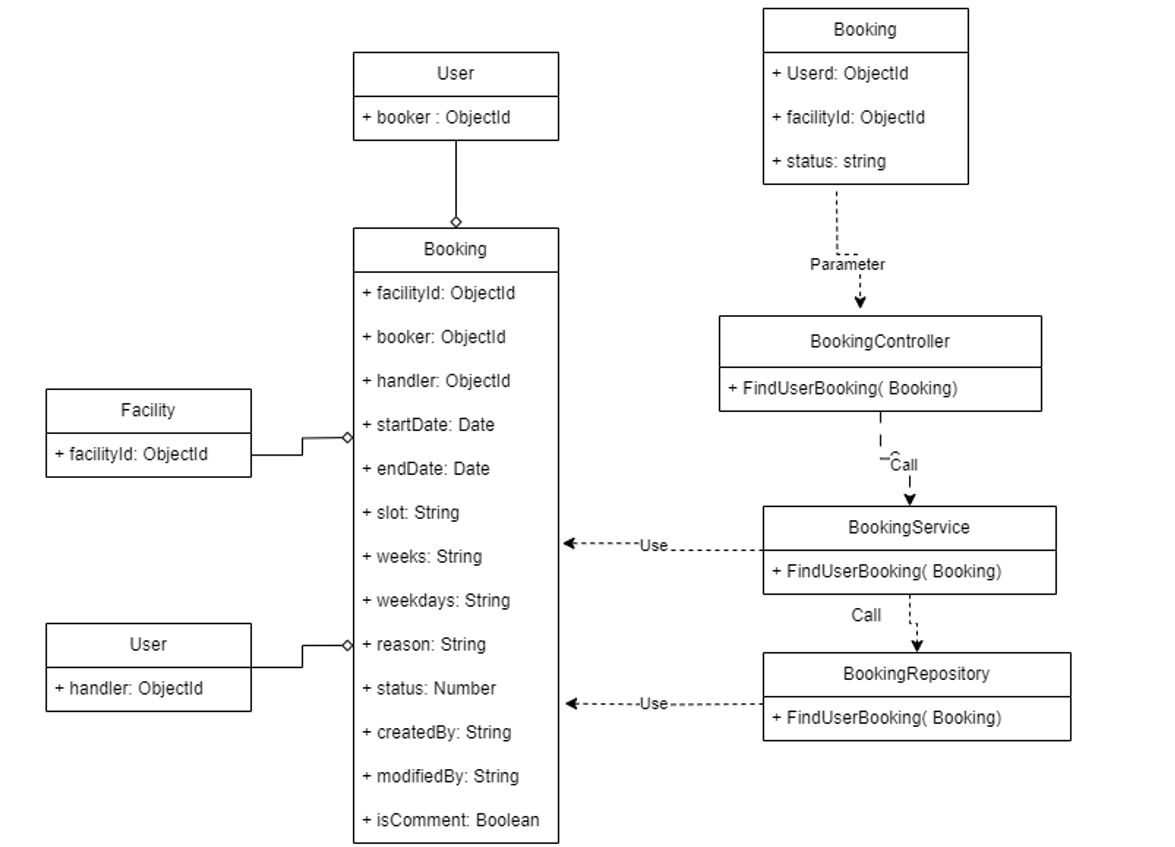 User
+ booker : ObjectId
Booking
+ facilityId: ObjectId
+ booker: ObjectId
+ handler: ObjectId
+ startDate: Date
+ endDate: Date
+ slot: String
+ weeks: String
+ weekdays: String
+ reason: String
+ status: Number
+ createdBy: String
+ modifiedBy: String
+ isComment: Boolean
Facility
+ facilityId: ObjectId
User
+ handler: ObjectId
Booking
+ Userd: ObjectId
+ facilityId: ObjectId
+ status: string
Parameter
BookingController
+ FindUserBooking( Booking)
Call
BookingService
+ FindUserBooking( Booking)
Use
Call
BookingRepository
+ FindUserBooking( Booking)
Use